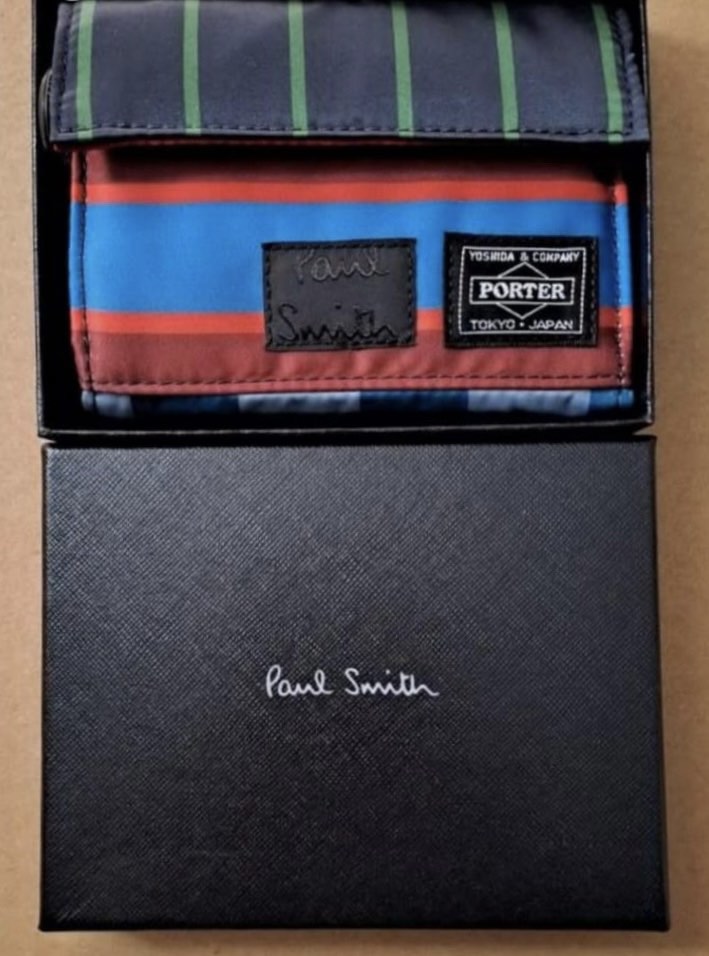 Paul
Smith
YOSHIDA & COMPANY
PORTER
TOKYO • JAPAN
Paul Smith